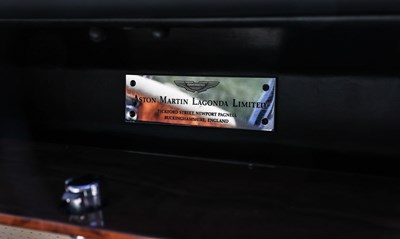 Aston Martin Lagonda Limited
Tickford Street, Newport Pagnell
Buckinghamshire, England